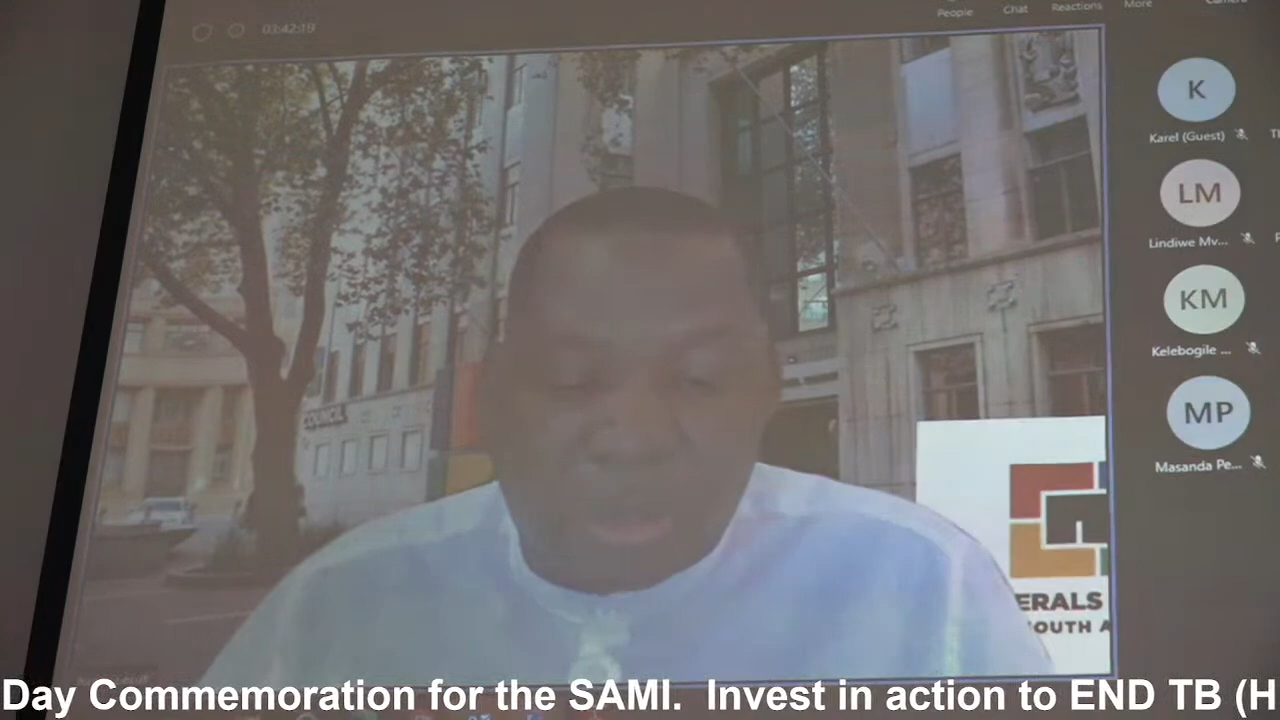 03:42:19
People Chat Reactions More Camera
K
Karel (Guest)
LM
Lindiwe Mv...
KM
Kelebogile ...
MP
Masanda Pe...
COUNCIL
ERALS
OUTH A
Day Commemoration for the SAMI. Invest in action to END TB (H